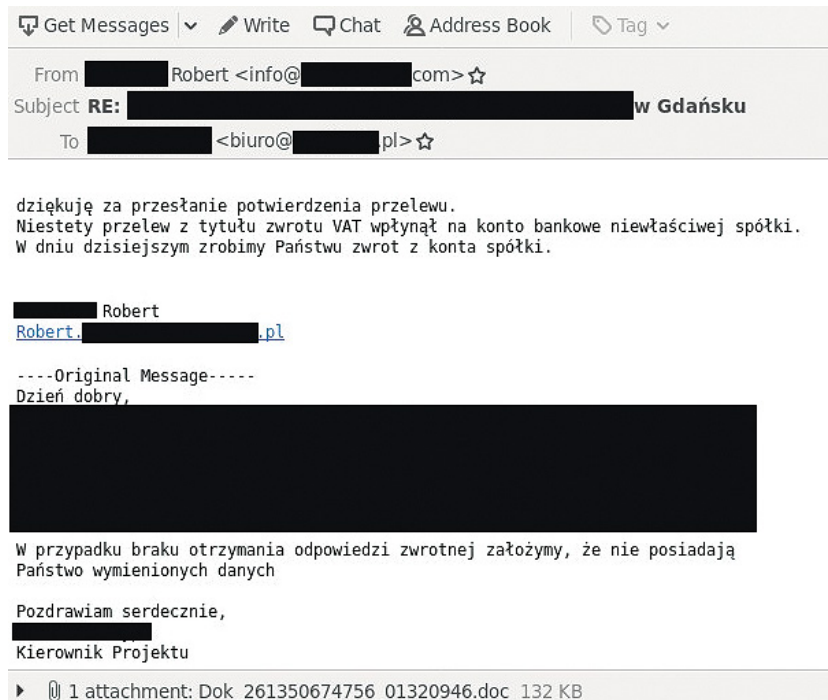 Get Messages Write Chat Address Book Tag
From Robert <info@ com>
Subject RE: w Gdańsku
To <biuro@ .pl>
dziękuję za przesłanie potwierdzenia przelewu.
Niestety przelew z tytułu zwrotu VAT wpłynął na konto bankowe niewłaściwej spółki.
W dniu dzisiejszym zrobimy Państwu zwrot z konta spółki.
Robert
Robert. .pl
----Original Message-----
Dzień dobry,
W przypadku braku otrzymania odpowiedzi zwrotnej założymy, że nie posiadają
Państwo wymienionych danych
Pozdrawiam serdecznie,
Kierownik Projektu
1 attachment: Dok_261350674756_01320946.doc 132 KB